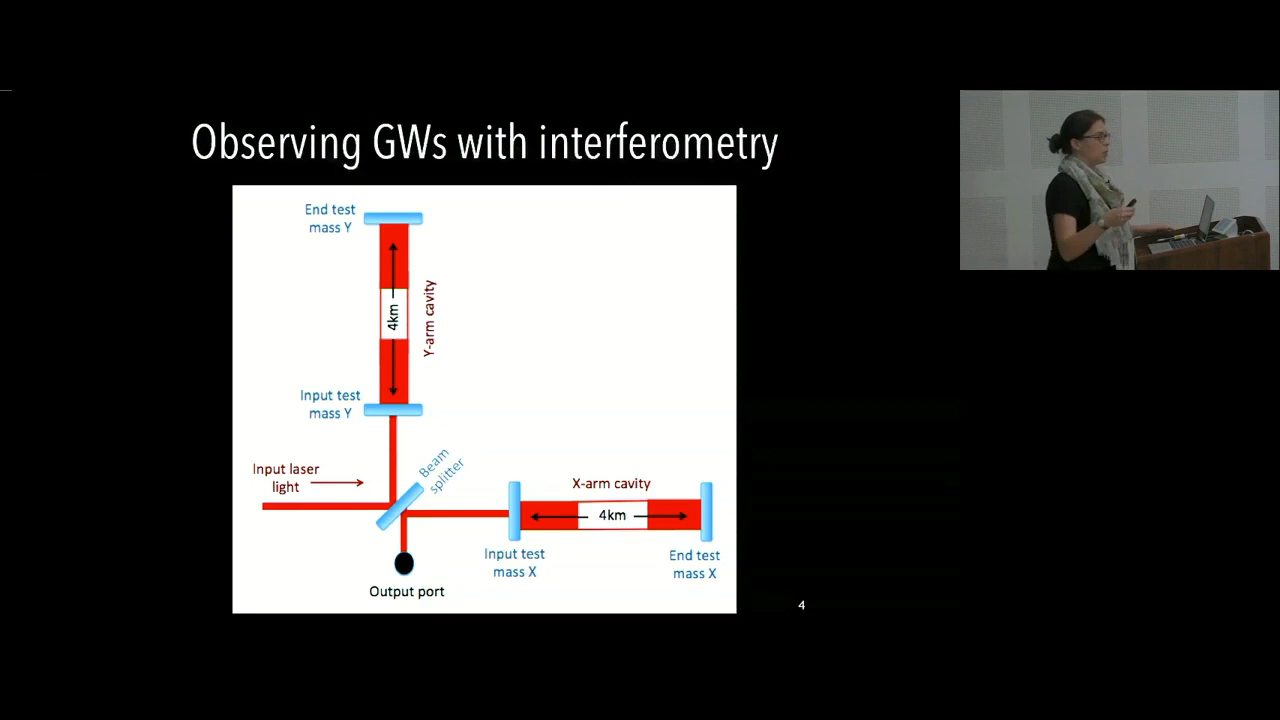 Observing GWs with interferometry
End test
mass Y
4km
Y-arm cavity
Input test
mass Y
Input laser
light
Beam
splitter
X-arm cavity
4km
Input test
mass X
End test
mass X
Output port
4